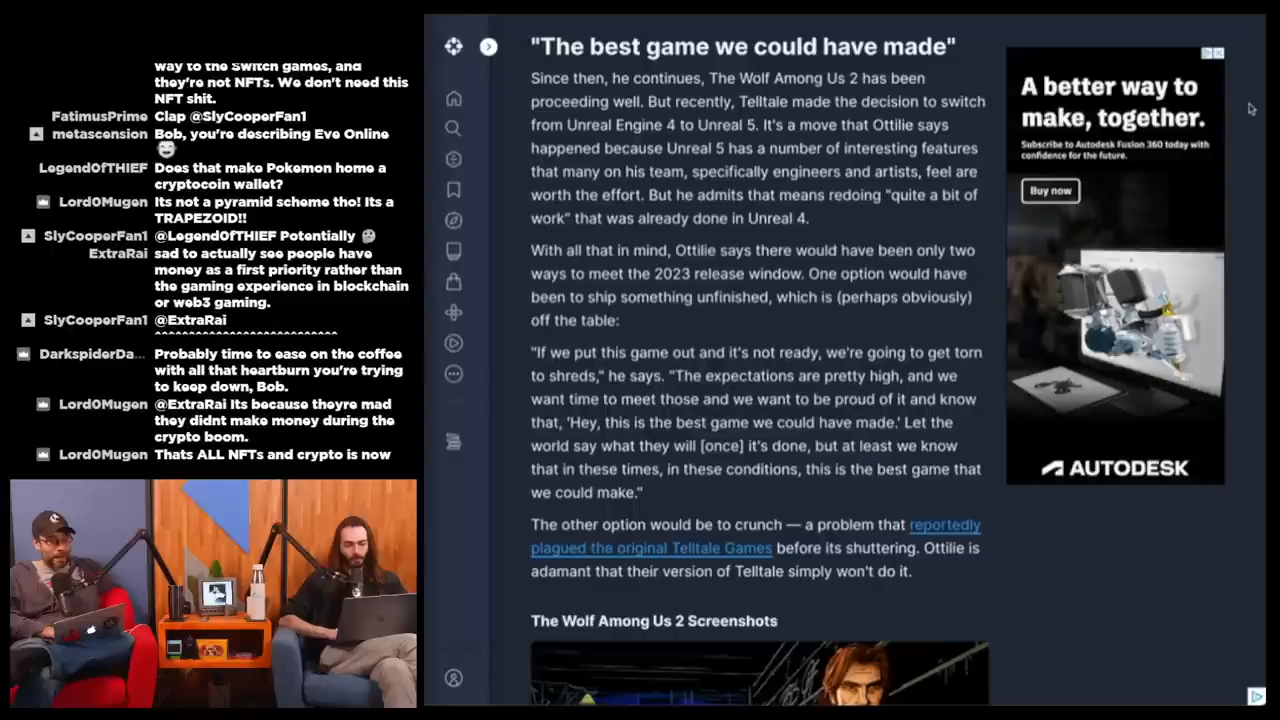 way to the Switch games, and
they're not NFTs. We don't need this
NFT shit.
FatimusPrime Clap @SlyCooperFan1
metascension Bob, you're describing Eve Online
LegendOfTHIEF Does that make Pokemon home a
cryptocoin wallet?
Lord0Mugen Its not a pyramid scheme tho! Its a
TRAPEZOID!!
SlyCooperFan1 @LegendOfTHIEF Potentially
ExtraRai sad to actually see people have
money as a first priority rather than
the gaming experience in blockchain
or web3 gaming.
SlyCooperFan1 @ExtraRai
^^^^^^^^^^^^^^^^^^^^^^^^^^
DarkspiderDa... Probably time to ease on the coffee
with all that heartburn you're trying
to keep down, Bob.
Lord0Mugen @ExtraRai Its because theyre mad
they didnt make money during the
crypto boom.
Lord0Mugen Thats ALL NFTs and crypto is now
"The best game we could have made"
Since then, he continues, The Wolf Among Us 2 has been
proceeding well. But recently, Telltale made the decision to switch
from Unreal Engine 4 to Unreal 5. It's a move that Ottilie says
happened because Unreal 5 has a number of interesting features
that many on his team, specifically engineers and artists, feel are
worth the effort. But he admits that means redoing "quite a bit of
work" that was already done in Unreal 4.
With all that in mind, Ottilie says there would have been only two
ways to meet the 2023 release window. One option would have
been to ship something unfinished, which is (perhaps obviously)
off the table:
"If we put this game out and it's not ready, we're going to get torn
to shreds," he says. "The expectations are pretty high, and we
want time to meet those and we want to be proud of it and know
that, 'Hey, this is the best game we could have made.' Let the
world say what they will [once] it's done, but at least we know
that in these times, in these conditions, this is the best game that
we could make."
The other option would be to crunch — a problem that reportedly
plagued the original Telltale Games before its shuttering. Ottilie is
adamant that their version of Telltale simply won't do it.
The Wolf Among Us 2 Screenshots
A better way to
make, together.
Subscribe to Autodesk Fusion 360 today with
confidence for the future.
Buy now
AUTODESK